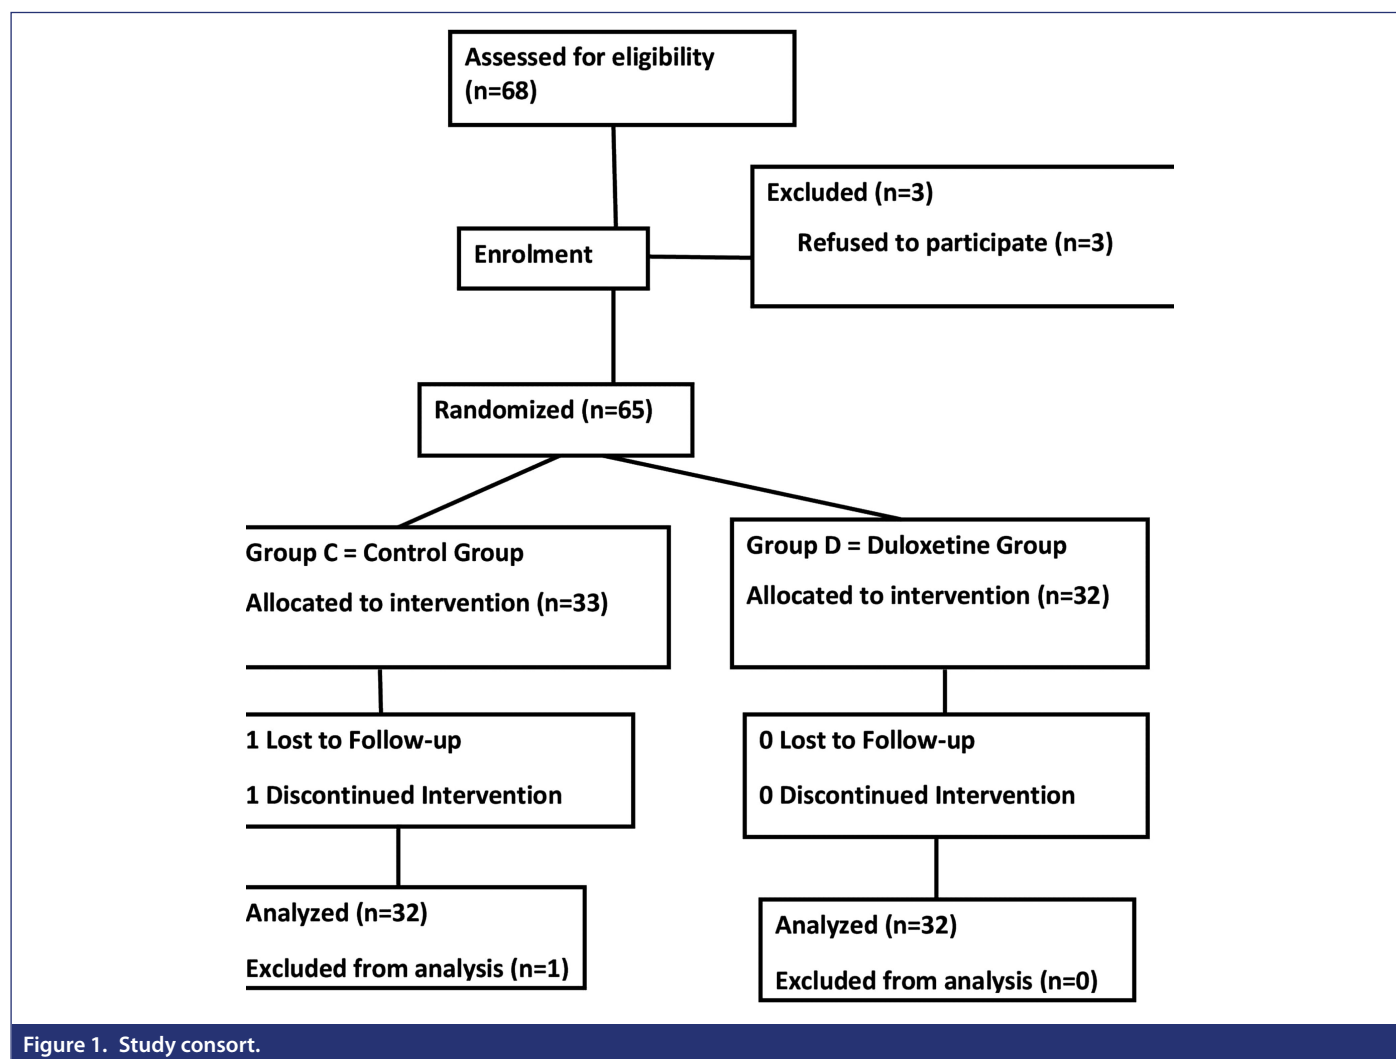 Assessed for eligibility
(n=68)
Excluded (n=3)
Refused to participate (n=3)
Enrolment
Randomized (n=65)
Group C = Control Group
Allocated to intervention (n=33)
Group D = Duloxetine Group
Allocated to intervention (n=32)
1 Lost to Follow-up
1 Discontinued Intervention
0 Lost to Follow-up
0 Discontinued Intervention
Analyzed (n=32)
Excluded from analysis (n=1)
Analyzed (n=32)
Excluded from analysis (n=0)
Figure 1. Study consort.